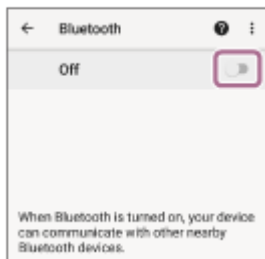 Bluetooth
Off
When Bluetooth is turned on, your device
can communicate with other nearby
Bluetooth devices.